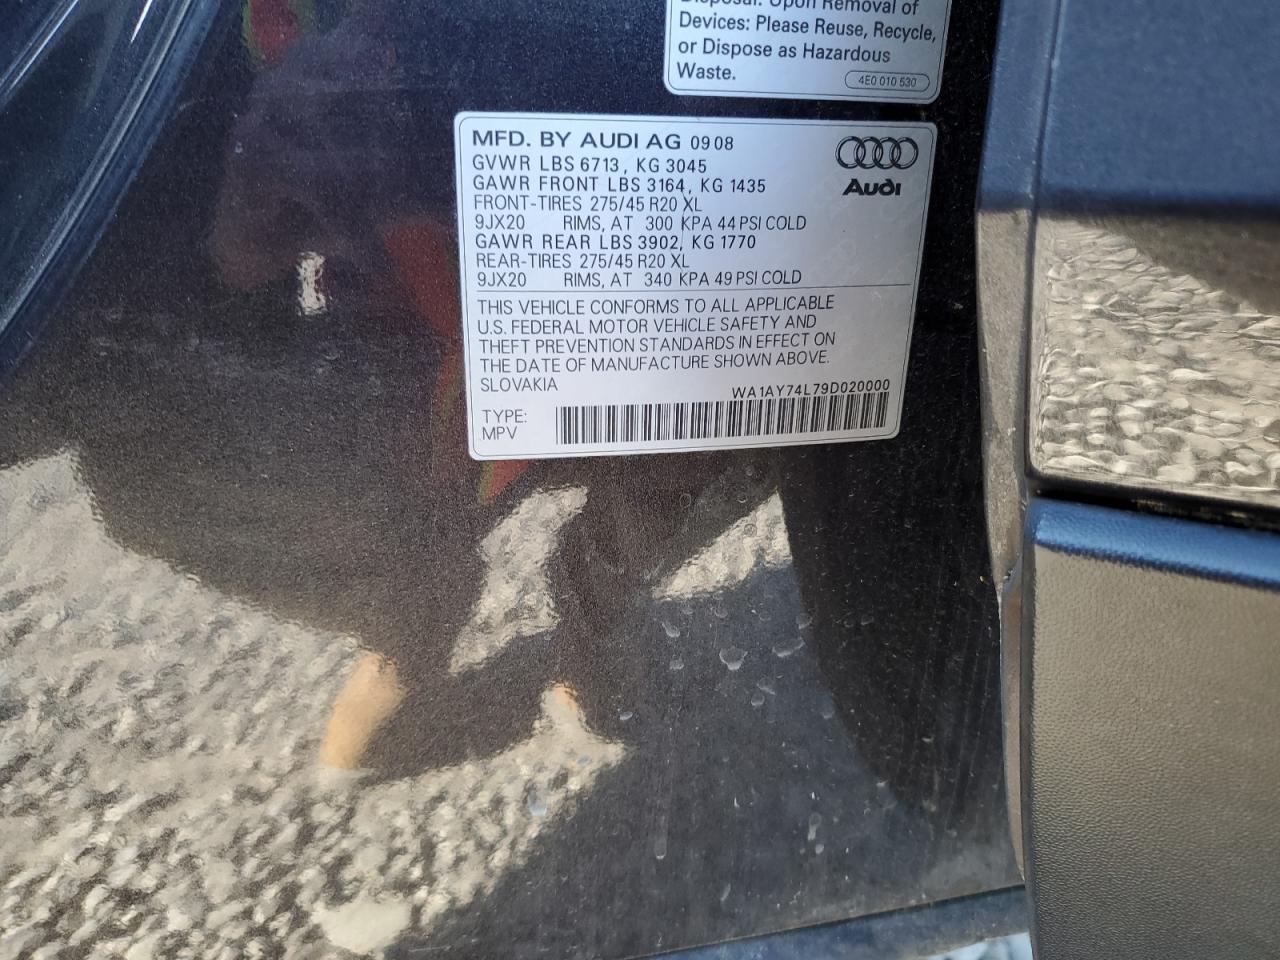 Disposal: Upon Removal of
Devices: Please Reuse, Recycle,
or Dispose as Hazardous
Waste.
4E0 010 530
MFD. BY AUDI AG 09 08
GVWR LBS 6713, KG 3045
GAWR FRONT LBS 3164, KG 1435
FRONT-TIRES 275/45 R20 XL
9JX20 RIMS, AT 300 KPA 44 PSI COLD
GAWR REAR LBS 3902, KG 1770
REAR-TIRES 275/45 R20 XL
9JX20 RIMS, AT 340 KPA 49 PSI COLD
Audi
THIS VEHICLE CONFORMS TO ALL APPLICABLE
U.S. FEDERAL MOTOR VEHICLE SAFETY AND
THEFT PREVENTION STANDARDS IN EFFECT ON
THE DATE OF MANUFACTURE SHOWN ABOVE.
SLOVAKIA
WA1AY74L79D020000
TYPE:
MPV